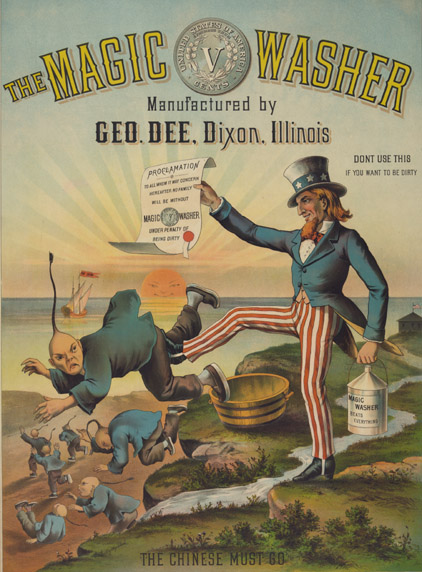 THE MAGIC WASHER
UNITED STATES OF AMERICA
V
CENTS
Manufactured by
GEO. DEE, Dixon, Illinois
DONT USE THIS
IF YOU WANT TO BE DIRTY
PROCLAMATION
TO ALL WHOM IT MAY CONCERN
HEREAFTER NO FAMILY
WILL BE WITHOUT
MAGIC WASHER
UNDER PENALTY OF
BEING DIRTY
MAGIC
WASHER
BEATS
EVERYTHING
THE CHINESE MUST GO